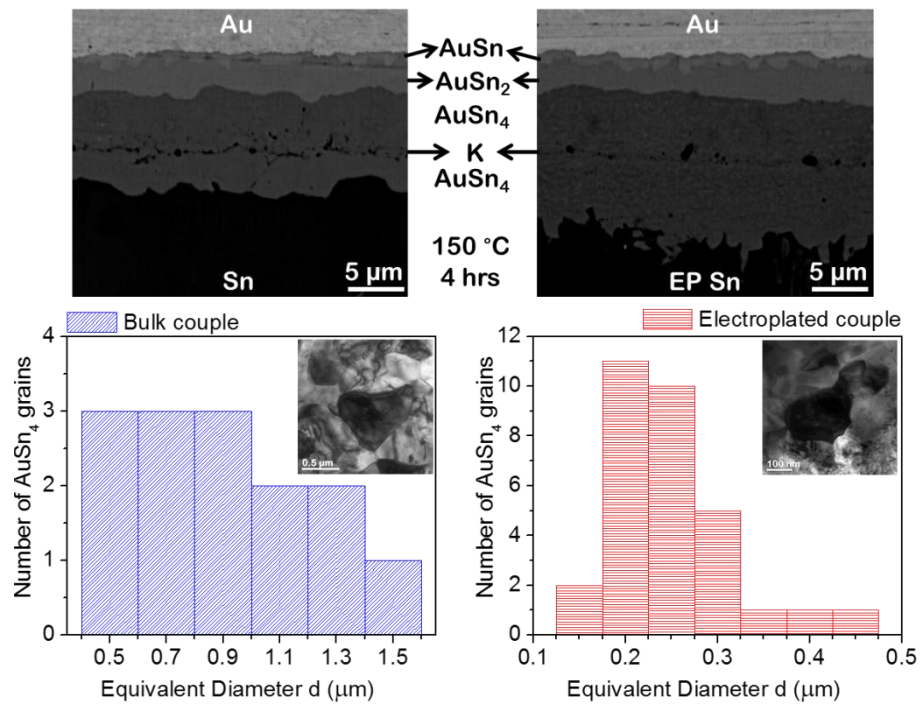 Au
Au
AuSn
AuSn₂
AuSn₄
K
AuSn₄
150 °C
4 hrs
Sn
5 µm
EP Sn
5 µm
Bulk couple
Number of AuSn₄ grains
4
3
2
1
0
0.5 µm
0.5 0.7 0.9 1.1 1.3 1.5
Equivalent Diameter d (µm)
Electroplated couple
Number of AuSn₄ grains
12
10
8
6
4
2
0
100 nm
0.1 0.2 0.3 0.4 0.5
Equivalent Diameter d (µm)